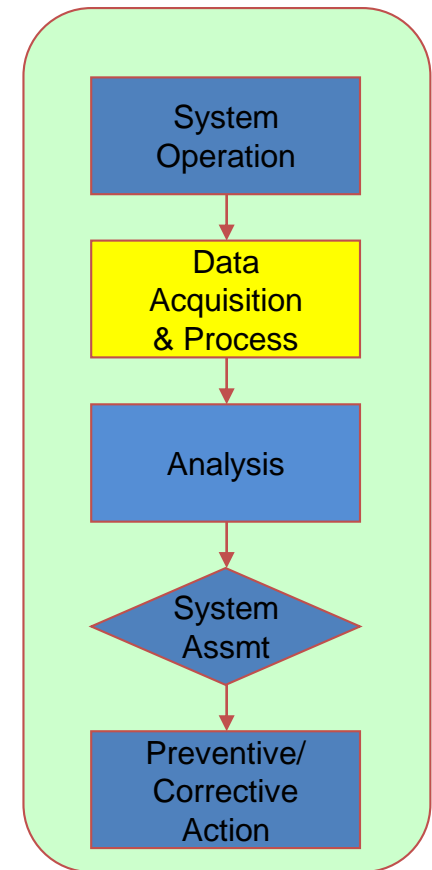 System
Operation
Data
Acquisition
& Process
Analysis
System
Assmt
Preventive/
Corrective
Action